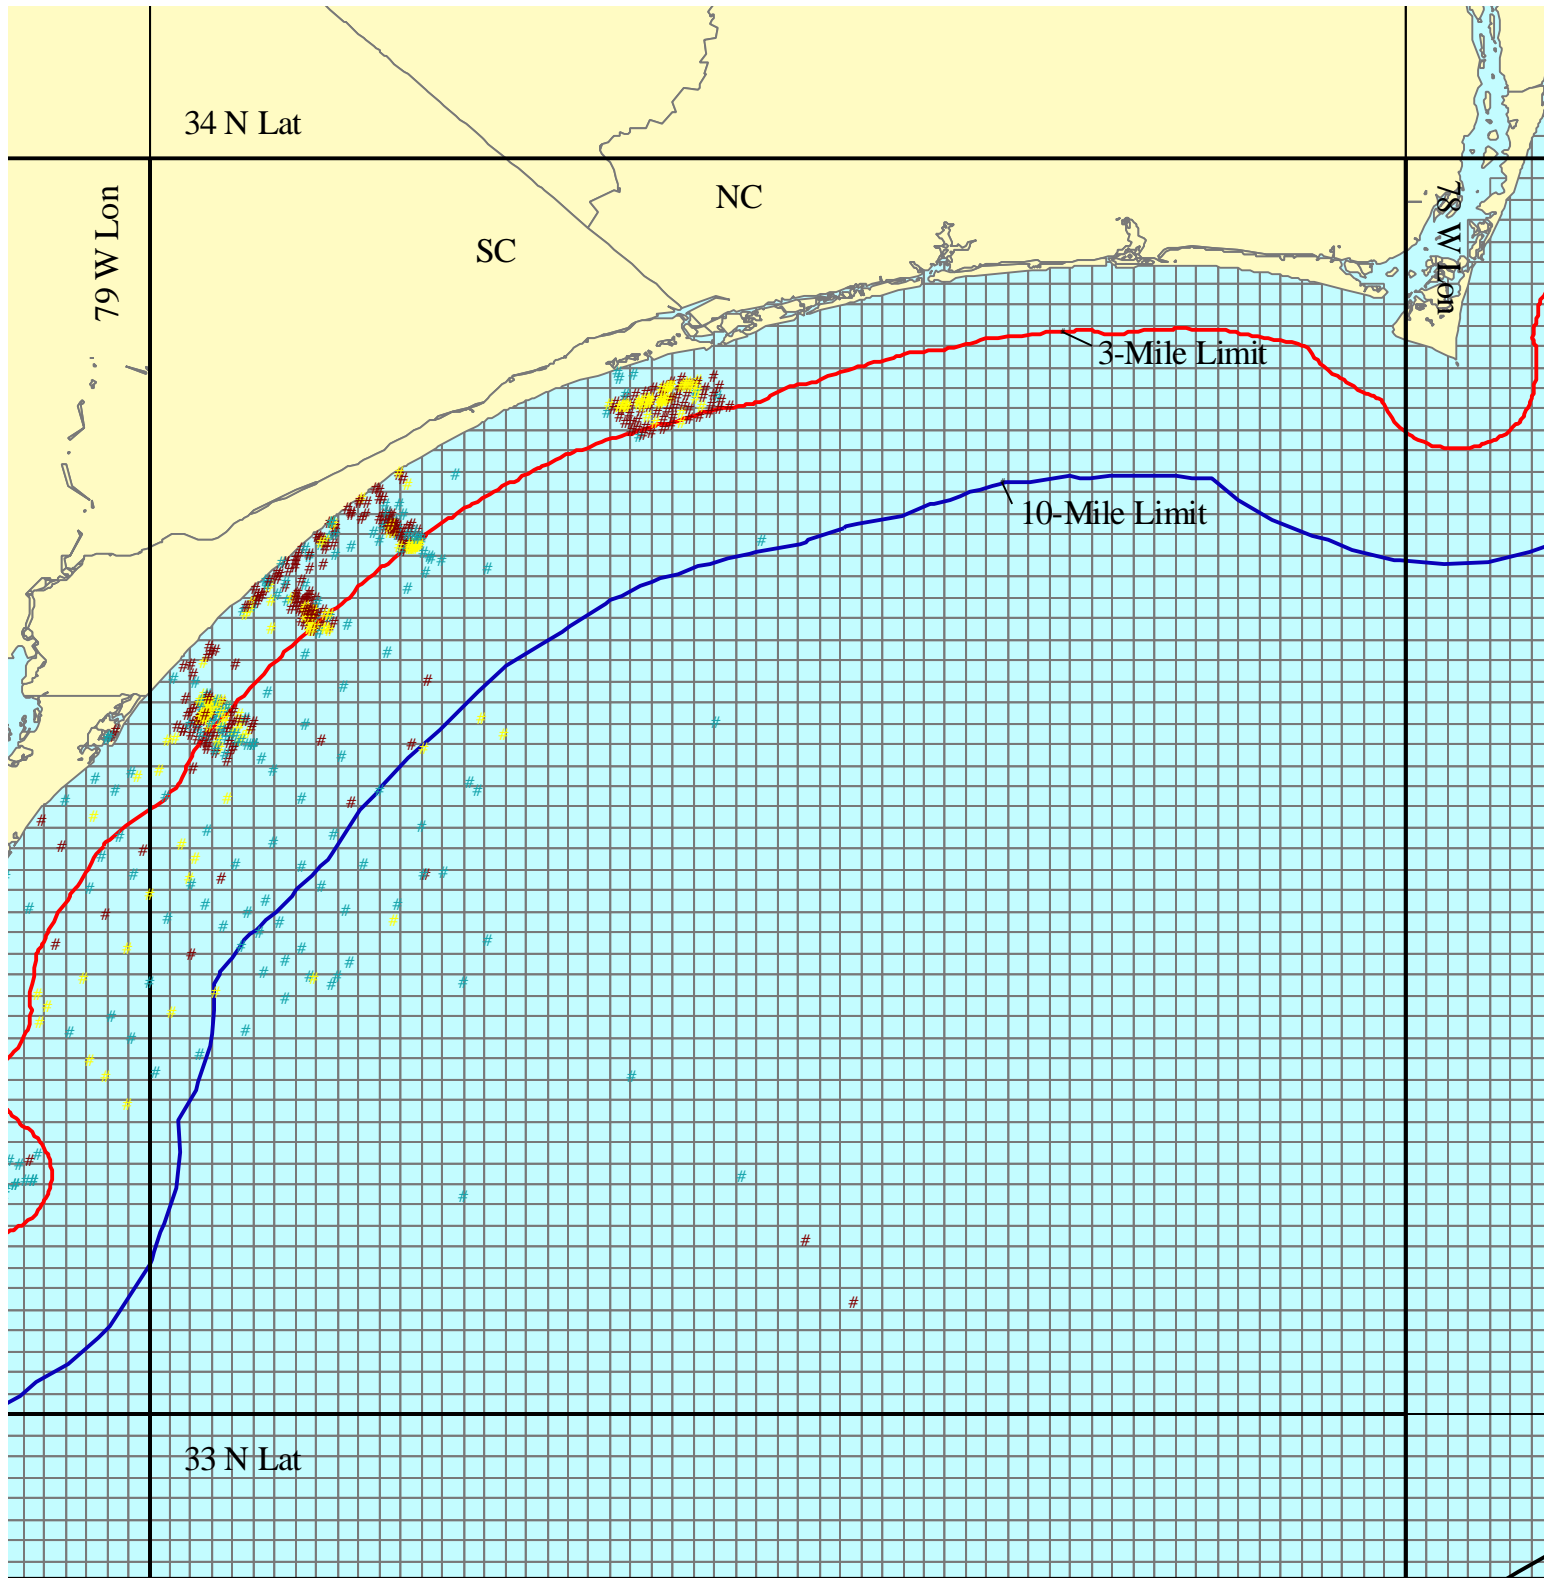 34 N Lat
79 W Lon
NC
78 W Lon
SC
3-Mile Limit
10-Mile Limit
33 N Lat